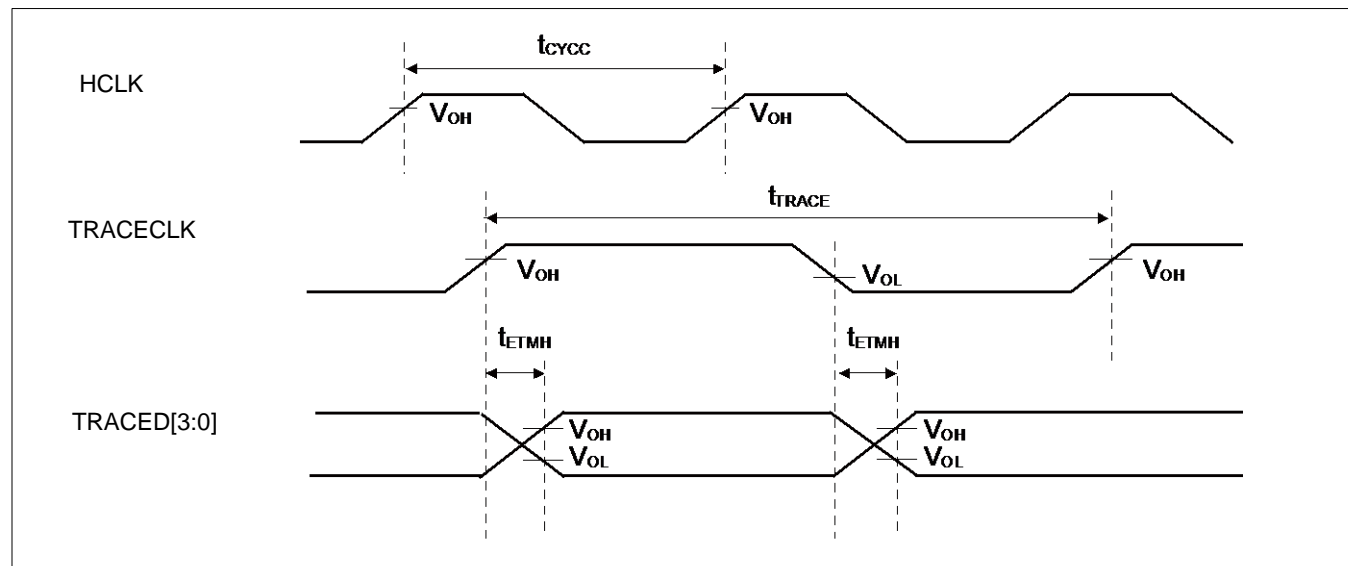 tCYCC
HCLK
VOH VOH
tTRACE
TRACECLK
VOH VOL VOH
tETMH tETMH
TRACED[3:0]
VOH VOH
VOL VOL